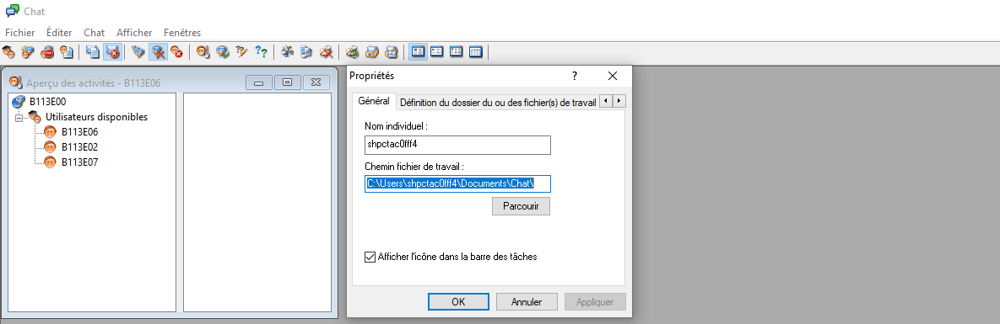 Chat
Fichier Éditer Chat Afficher Fenêtres
Aperçu des activités - B113E06
B113E00
Utilisateurs disponibles
B113E06
B113E02
B113E07
Propriétés
Général Définition du dossier du ou des fichier(s) de travail
Nom individuel :
shpctac0fff4
Chemin fichier de travail :
C:\Users\shpctac0fff4\Documents\Chat\
Parcourir
Afficher l'icône dans la barre des tâches
OK Annuler Appliquer